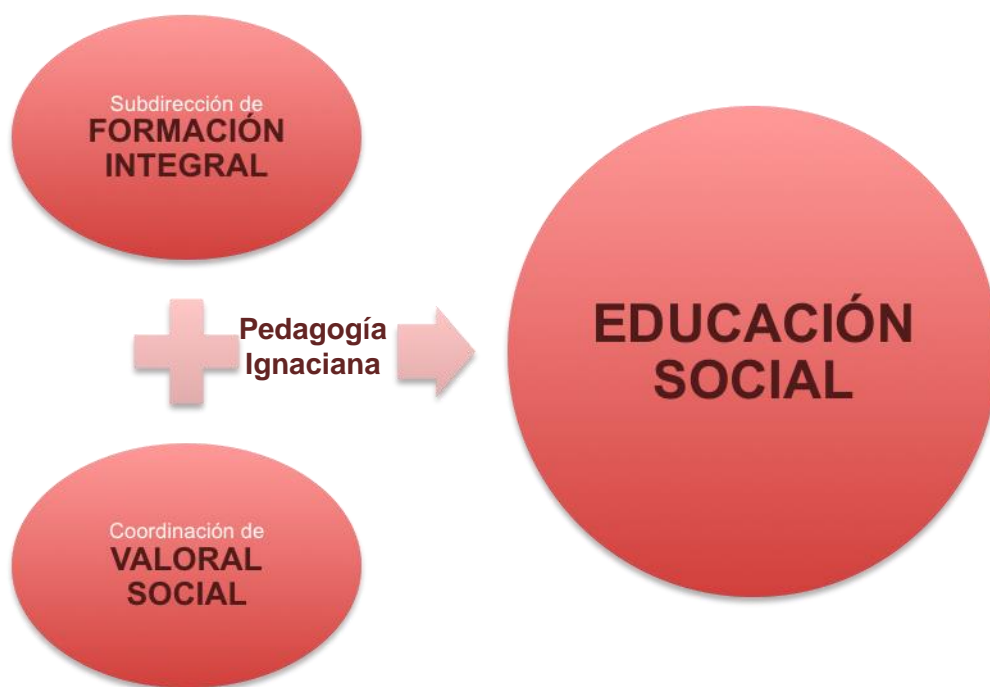 Subdirección de
FORMACIÓN
INTEGRAL
Pedagogía
Ignaciana
EDUCACIÓN
SOCIAL
Coordinación de
VALORAL
SOCIAL